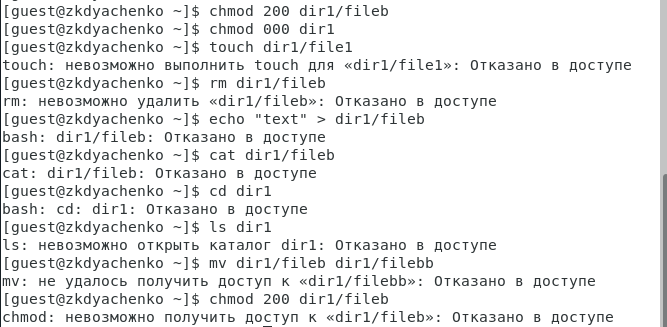 [guest@zkdyachenko ~]$ chmod 200 dir1/fileb
[guest@zkdyachenko ~]$ chmod 000 dir1
[guest@zkdyachenko ~]$ touch dir1/file1
touch: невозможно выполнить touch для «dir1/file1»: Отказано в доступе
[guest@zkdyachenko ~]$ rm dir1/fileb
rm: невозможно удалить «dir1/fileb»: Отказано в доступе
[guest@zkdyachenko ~]$ echo "text" > dir1/fileb
bash: dir1/fileb: Отказано в доступе
[guest@zkdyachenko ~]$ cat dir1/fileb
cat: dir1/fileb: Отказано в доступе
[guest@zkdyachenko ~]$ cd dir1
bash: cd: dir1: Отказано в доступе
[guest@zkdyachenko ~]$ ls dir1
ls: невозможно открыть каталог dir1: Отказано в доступе
[guest@zkdyachenko ~]$ mv dir1/fileb dir1/filebb
mv: не удалось получить доступ к «dir1/filebb»: Отказано в доступе
[guest@zkdyachenko ~]$ chmod 200 dir1/fileb
chmod: невозможно получить доступ к «dir1/fileb»: Отказано в доступе